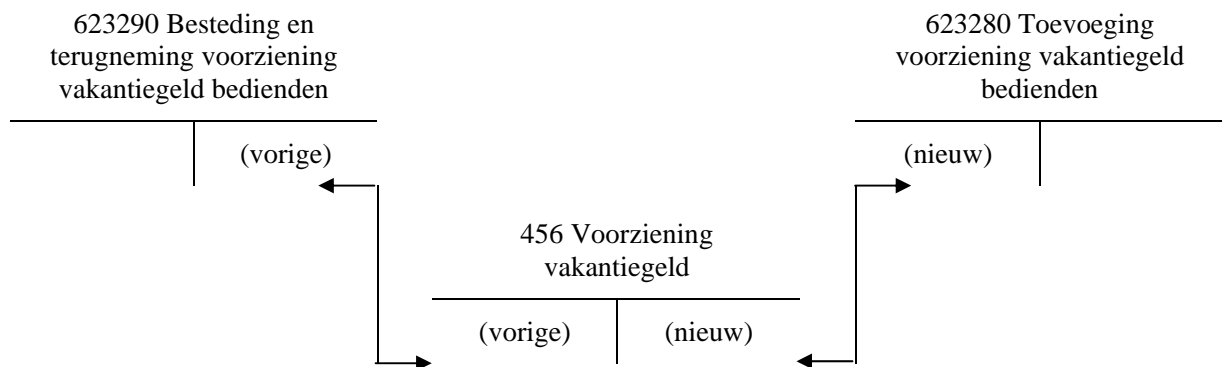 623290 Besteding en
terugneming voorziening
vakantiegeld bedienden
623280 Toevoeging
voorziening vakantiegeld
bedienden
(vorige)
(nieuw)
456 Voorziening
vakantiegeld
(vorige)
(nieuw)